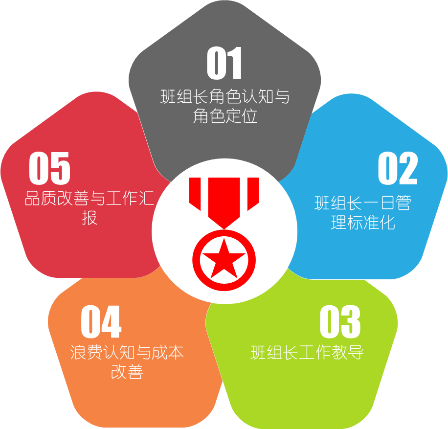 01
班组长角色认知与
角色定位
02
班组长一日管
理标准化
03
班组长工作教导
04
浪费认知与成本
改善
05
品质改善与工作汇
报